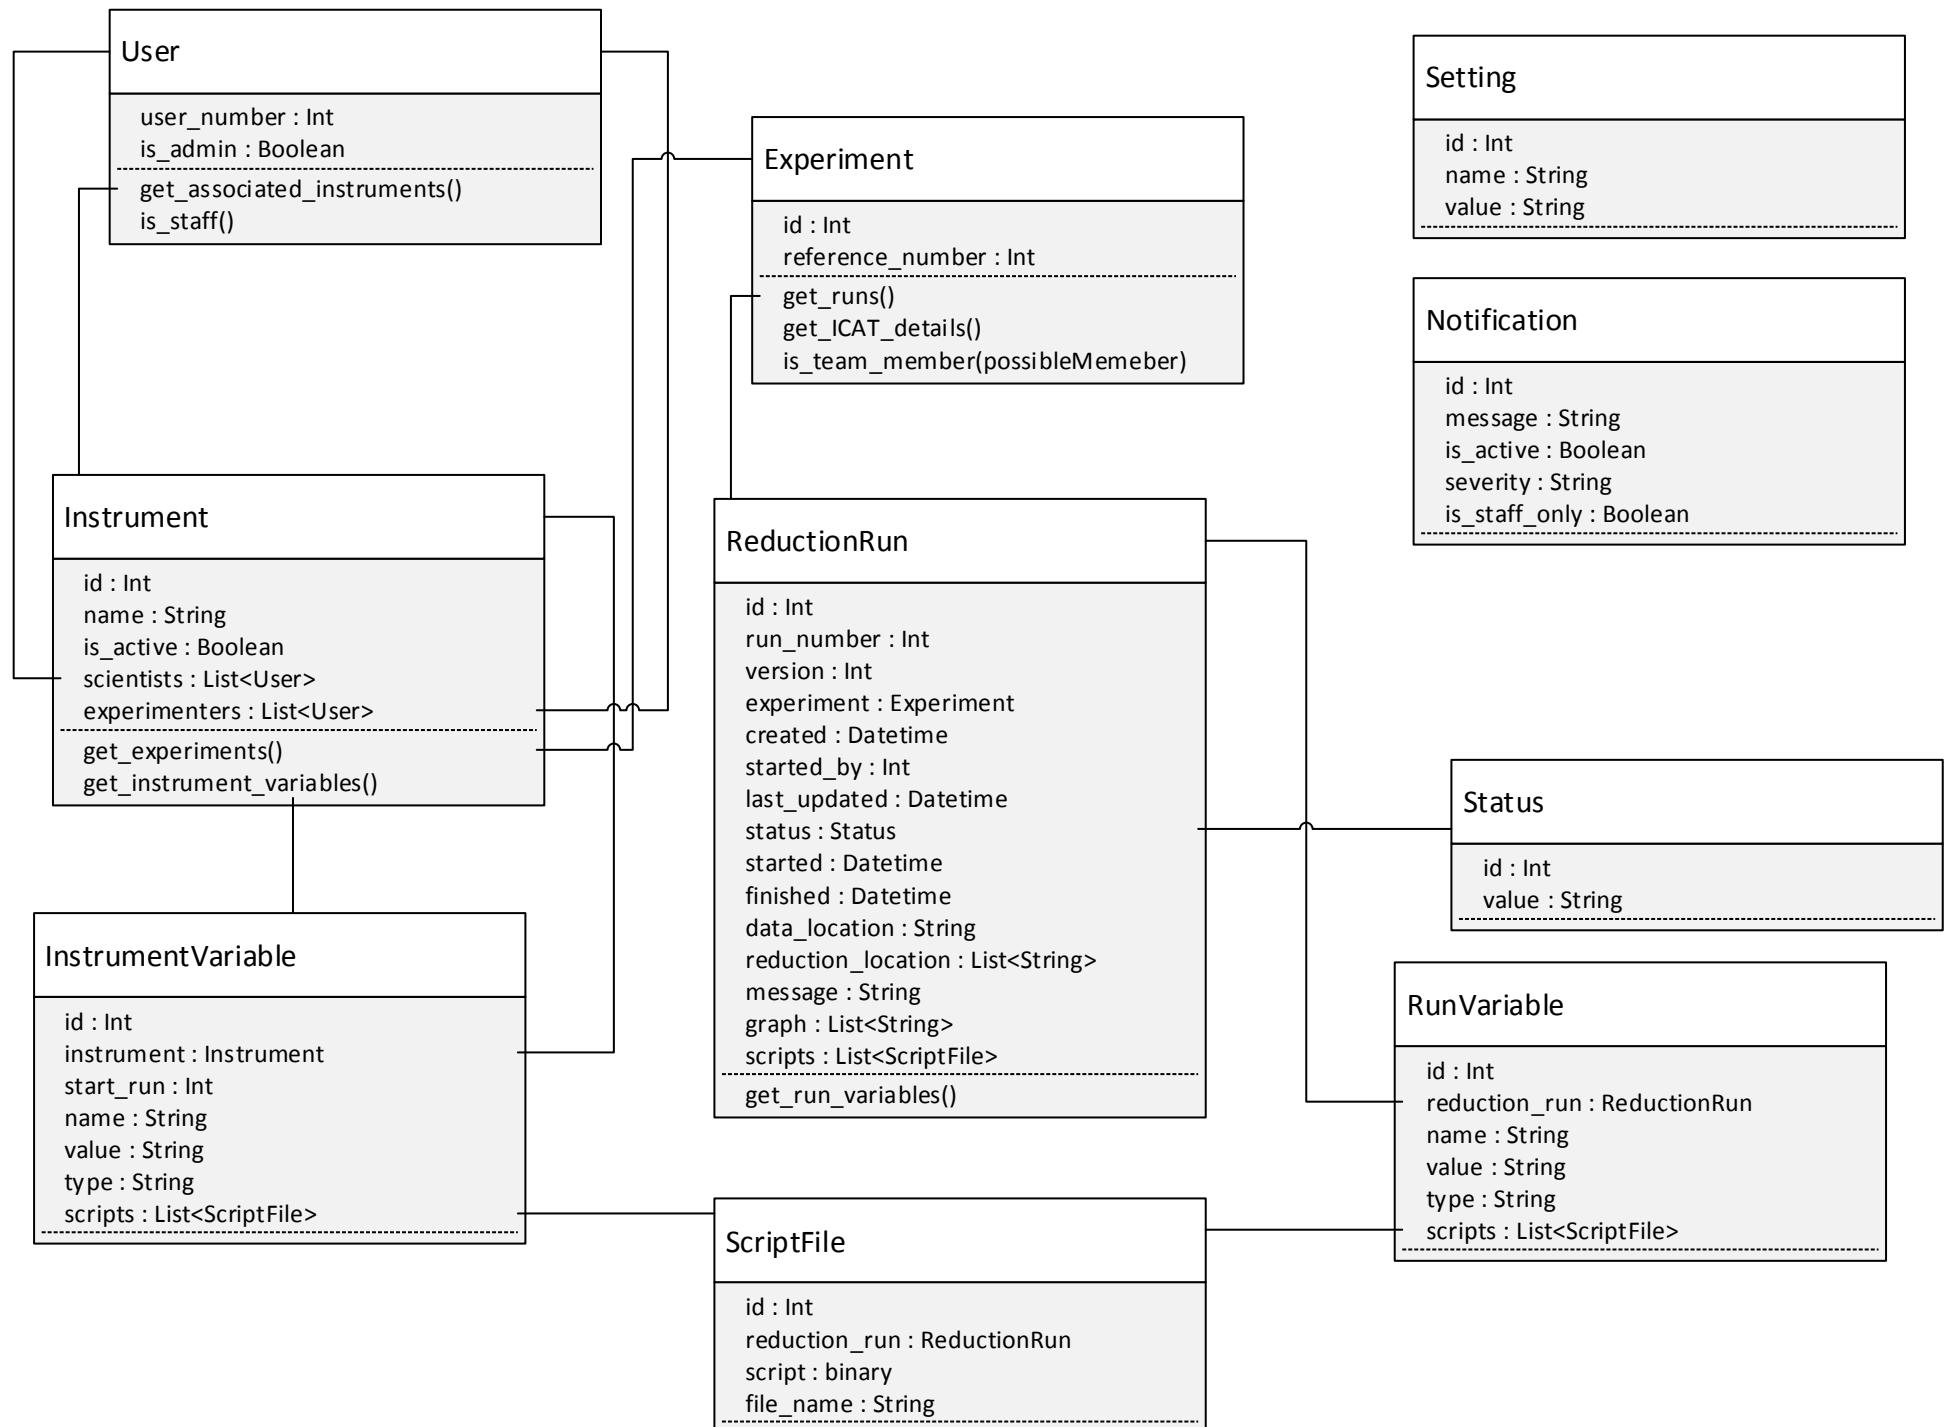 User
user_number : Int
is_admin : Boolean
get_associated_instruments()
is_staff()
Experiment
id : Int
reference_number : Int
get_runs()
get_ICAT_details()
is_team_member(possibleMemeber)
Setting
id : Int
name : String
value : String
Notification
id : Int
message : String
is_active : Boolean
severity : String
is_staff_only : Boolean
Instrument
id : Int
name : String
is_active : Boolean
scientists : List<User>
experimenters : List<User>
get_experiments()
get_instrument_variables()
ReductionRun
id : Int
run_number : Int
version : Int
experiment : Experiment
created : Datetime
started_by : Int
last_updated : Datetime
status : Status
started : Datetime
finished : Datetime
data_location : String
reduction_location : List<String>
message : String
graph : List<String>
scripts : List<ScriptFile>
get_run_variables()
Status
id : Int
value : String
InstrumentVariable
id : Int
instrument : Instrument
start_run : Int
name : String
value : String
type : String
scripts : List<ScriptFile>
RunVariable
id : Int
reduction_run : ReductionRun
name : String
value : String
type : String
scripts : List<ScriptFile>
ScriptFile
id : Int
reduction_run : ReductionRun
script : binary
file_name : String